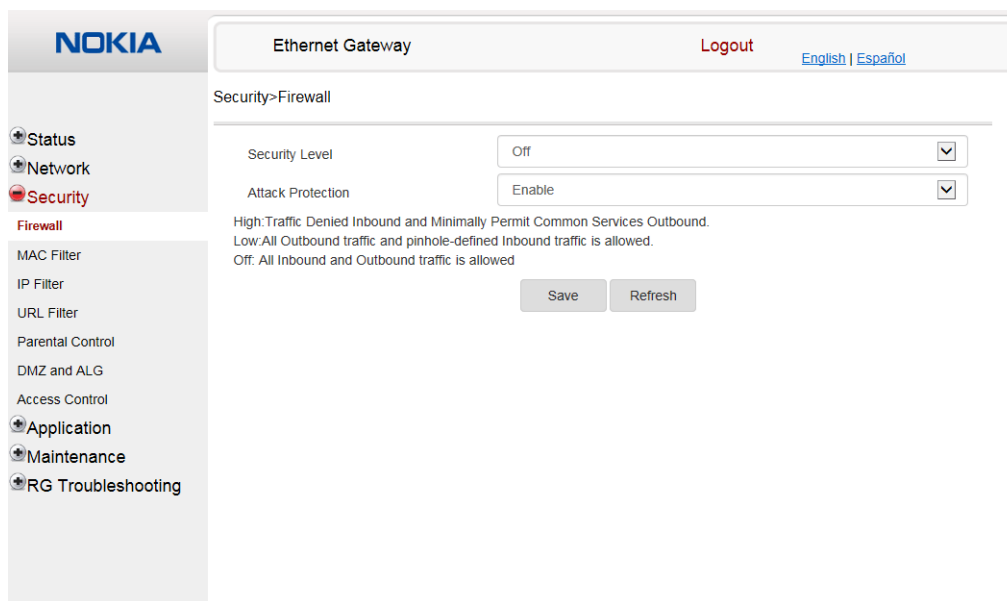 NOKIA
Ethernet Gateway
Logout
English | Español
Security>Firewall
Status
Network
Security
Firewall
MAC Filter
IP Filter
URL Filter
Parental Control
DMZ and ALG
Access Control
Application
Maintenance
RG Troubleshooting
Security Level
Off
Attack Protection
Enable
High:Traffic Denied Inbound and Minimally Permit Common Services Outbound.
Low:All Outbound traffic and pinhole-defined Inbound traffic is allowed.
Off: All Inbound and Outbound traffic is allowed
Save
Refresh